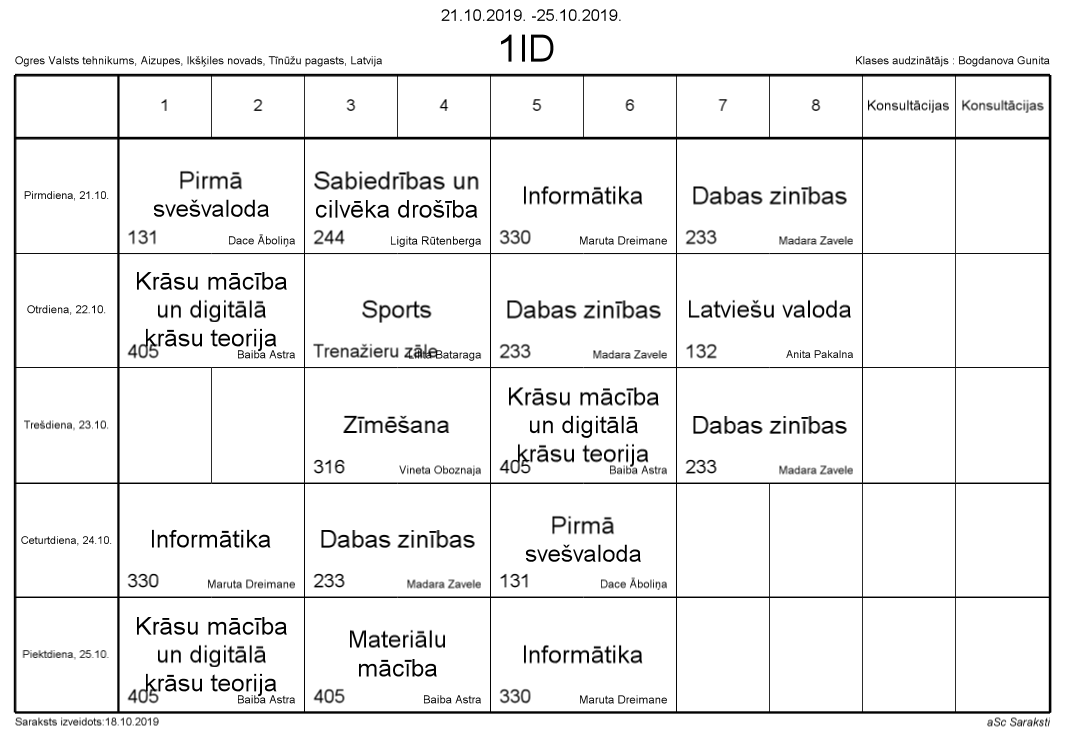 21.10.2019. -25.10.2019.
1ID
Ogres Valsts tehnikums, Aizupes, Ikšķiles novads, Tīnūžu pagasts, Latvija
Klases audzinātājs : Bogdanova Gunita
1 2 3 4 5 6 7 8 Konsultācijas Konsultācijas
Pirmdiena, 21.10.
Pirmā
svešvaloda
131 Dace Āboliņa
Sabiedrības un
cilvēka drošība
244 Ligita Rūtenberga
Informātika
330 Maruta Dreimane
Dabas zinības
233 Madara Zavele
Otrdiena, 22.10.
Krāsu mācība
un digitālā
krāsu teorija
405 Baiba Astra
Sports
Trenažieru zāle Lilita Bataraga
Dabas zinības
233 Madara Zavele
Latviešu valoda
132 Anita Pakalna
Trešdiena, 23.10.
Zīmēšana
316 Vineta Oboznaja
Krāsu mācība
un digitālā
krāsu teorija
405 Baiba Astra
Dabas zinības
233 Madara Zavele
Ceturtdiena, 24.10.
Informātika
330 Maruta Dreimane
Dabas zinības
233 Madara Zavele
Pirmā
svešvaloda
131 Dace Āboliņa
Piektdiena, 25.10.
Krāsu mācība
un digitālā
krāsu teorija
405 Baiba Astra
Materiālu
mācība
405 Baiba Astra
Informātika
330 Maruta Dreimane
Saraksts izveidots:18.10.2019
aSc Saraksti